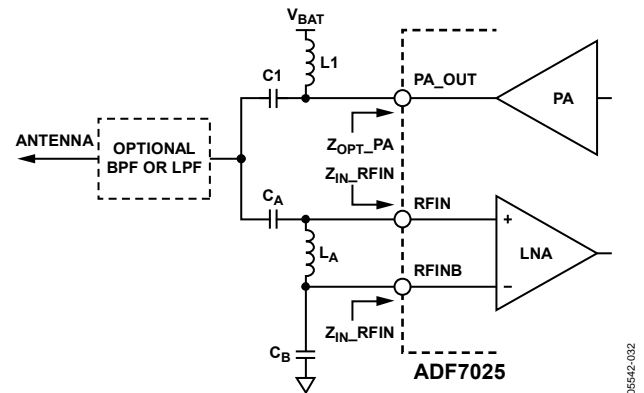 VBAT
L1
C1
PA_OUT
PA
ZOPT_PA
ANTENNA
OPTIONAL
BPF OR LPF
ZIN_RFIN
CA
RFIN
+
LA
LNA
RFINB
−
ZIN_RFIN
CB
ADF7025
05542-032